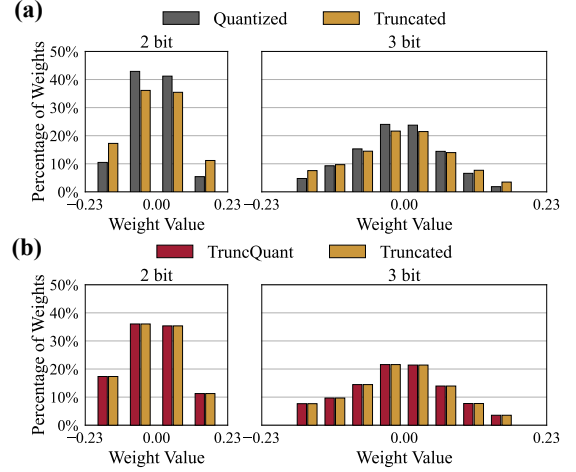 (a)
Quantized Truncated
2 bit 3 bit
Percentage of Weights
50%
40%
30%
20%
10%
0%
−0.23 0.00 0.23 −0.23 0.00 0.23
Weight Value Weight Value
(b)
TruncQuant Truncated
2 bit 3 bit
Percentage of Weights
50%
40%
30%
20%
10%
0%
−0.23 0.00 0.23 −0.23 0.00 0.23
Weight Value Weight Value